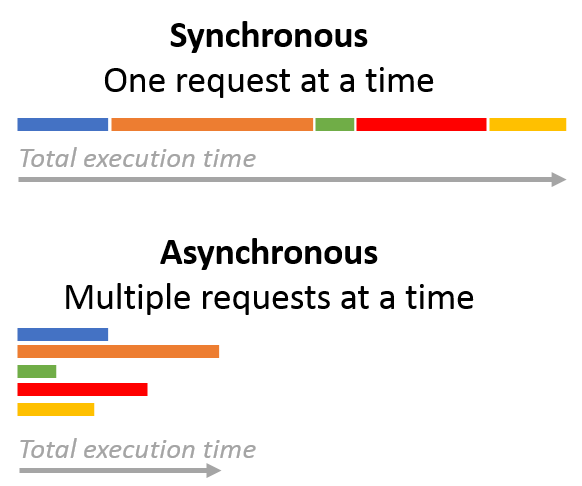 Synchronous
One request at a time
Total execution time
Asynchronous
Multiple requests at a time
Total execution time